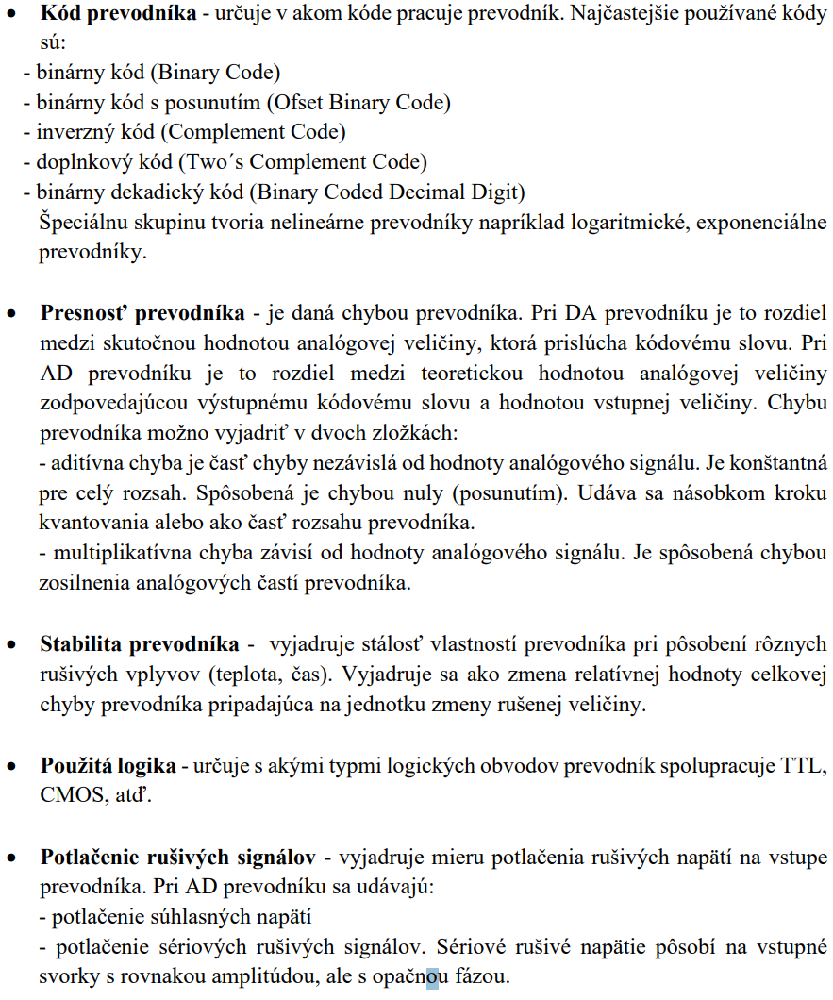 • Kód prevodníka - určuje v akom kóde pracuje prevodník. Najčastejšie používané kódy
sú:
- binárny kód (Binary Code)
- binárny kód s posunutím (Ofset Binary Code)
- inverzný kód (Complement Code)
- doplnkový kód (Two´s Complement Code)
- binárny dekadický kód (Binary Coded Decimal Digit)
Špeciálnu skupinu tvoria nelineárne prevodníky napríklad logaritmické, exponenciálne
prevodníky.
• Presnosť prevodníka - je daná chybou prevodníka. Pri DA prevodníku je to rozdiel
medzi skutočnou hodnotou analógovej veličiny, ktorá prislúcha kódovému slovu. Pri
AD prevodníku je to rozdiel medzi teoretickou hodnotou analógovej veličiny
zodpovedajúcou výstupnému kódovému slovu a hodnotou vstupnej veličiny. Chybu
prevodníka možno vyjadriť v dvoch zložkách:
- aditívna chyba je časť chyby nezávislá od hodnoty analógového signálu. Je konštantná
pre celý rozsah. Spôsobená je chybou nuly (posunutím). Udáva sa násobkom kroku
kvantovania alebo ako časť rozsahu prevodníka.
- multiplikatívna chyba závisí od hodnoty analógového signálu. Je spôsobená chybou
zosilnenia analógových častí prevodníka.
• Stabilita prevodníka - vyjadruje stálosť vlastností prevodníka pri pôsobení rôznych
rušivých vplyvov (teplota, čas). Vyjadruje sa ako zmena relatívnej hodnoty celkovej
chyby prevodníka pripadajúca na jednotku zmeny rušenej veličiny.
• Použitá logika - určuje s akými typmi logických obvodov prevodník spolupracuje TTL,
CMOS, atď.
• Potlačenie rušivých signálov - vyjadruje mieru potlačenia rušivých napätí na vstupe
prevodníka. Pri AD prevodníku sa udávajú:
- potlačenie súhlasných napätí
- potlačenie sériových rušivých signálov. Sériové rušivé napätie pôsobí na vstupné
svorky s rovnakou amplitúdou, ale s opačnou fázou.